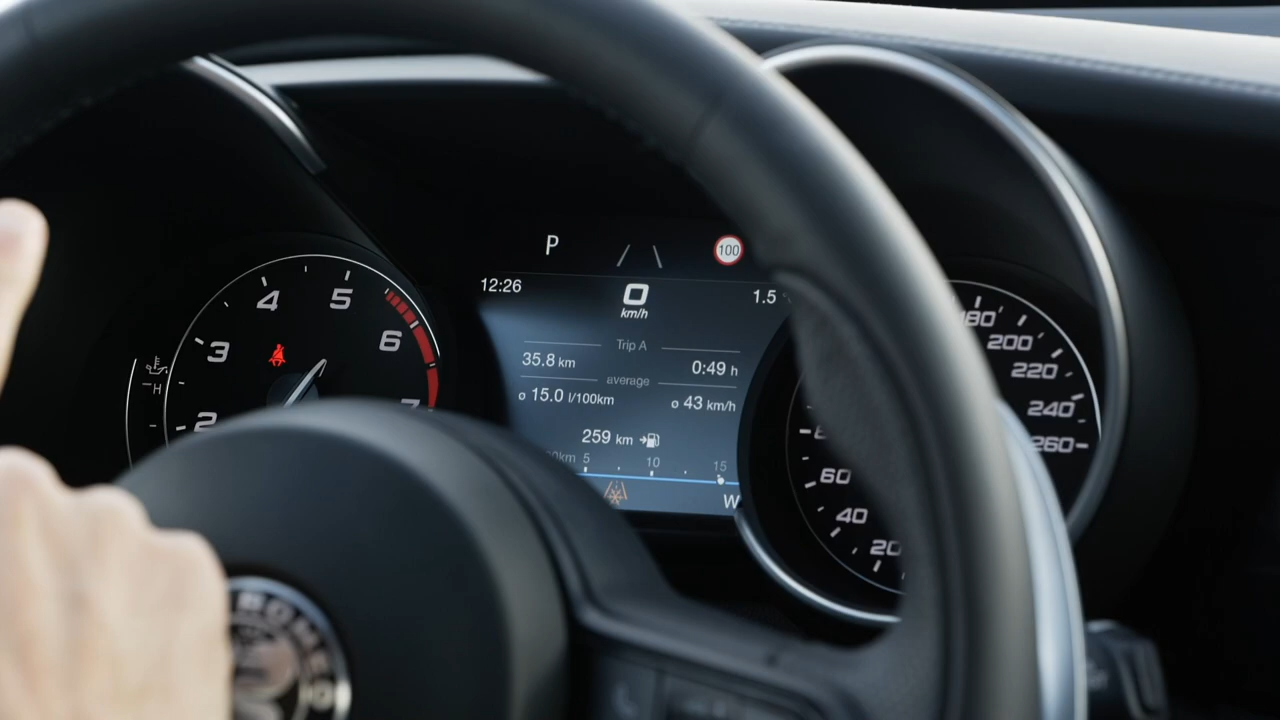 P
100
12:26
0
1.5
km/h
Trip A
35.8 km
0:49 h
average
ø 15.0 l/100km
ø 43 km/h
259 km
5 10 15
W
4
5
3
6
2
H
180
200
220
240
260
60
40
20